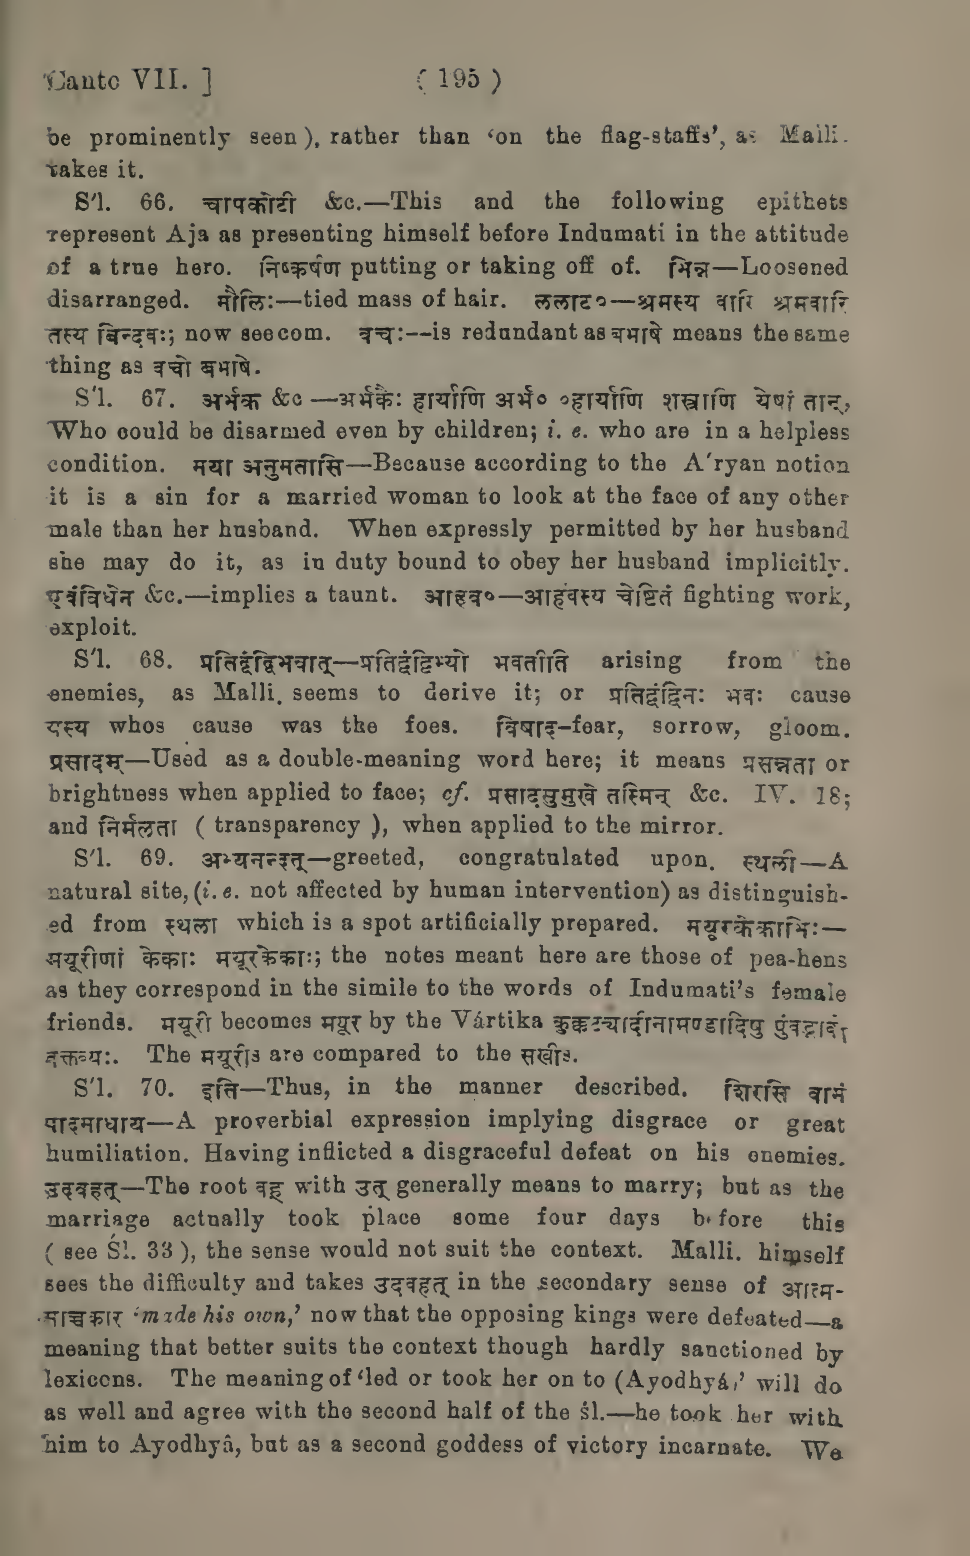 Canto VII. ] ( 195 )
be prominently seen ), rather than ‘on the flag-staffs’, as Malli.
takes it.
S'l. 66. चापकोटी &c.—This and the following epithets
represent Aja as presenting himself before Indumati in the attitude
of a true hero. निष्कर्षण putting or taking off of. भिन्न—Loosened
disarranged. मौलिः—tied mass of hair. ललाट०—श्रमस्य वारि श्रमवारि
तस्य बिन्दवः; now see com. वचः—is redundant as बभाषे means the same
thing as वचो बभाषे.
S'l. 67. अर्भक &c —अर्भकैः हार्याणि अर्भ० ०हार्याणि शस्त्राणि येषां तान्,
Who could be disarmed even by children; i. e. who are in a helpless
condition. मया अनुमतासि—Because according to the A'ryan notion
it is a sin for a married woman to look at the face of any other
male than her husband. When expressly permitted by her husband
she may do it, as in duty bound to obey her husband implicitly.
एवंविधेन &c.—implies a taunt. आहव०—आहवस्य चेष्टितं fighting work,
exploit.
S'l. 68. प्रतिद्वंद्विभवात्—प्रतिद्वंद्विभ्यो भवतीति arising from the
enemies, as Malli. seems to derive it; or प्रतिद्वंद्विनः भवः cause
यस्य whos cause was the foes. विषाद–fear, sorrow, gloom.
प्रसादम्—Used as a double-meaning word here; it means प्रसन्नता or
brightness when applied to face; cf. प्रसादसुमुखे तस्मिन् &c. IV. 18;
and निर्मलता ( transparency ), when applied to the mirror.
S'l. 69. अभ्यनन्दत्—greeted, congratulated upon. स्थली—A
natural site, (i. e. not affected by human intervention) as distinguish-
ed from स्थला which is a spot artificially prepared. मयूरकेकाभिः—
मयूरीणां केकाः मयूरकेकाः; the notes meant here are those of pea-hens
as they correspond in the simile to the words of Indumati's female
friends. मयूरी becomes मयूर by the Vártika कुक्कुट्यादीनामण्डादिषु पुंवद्भावो
वक्तव्यः. The मयूरीs are compared to the सखीs.
S'l. 70. इति—Thus, in the manner described. शिरसि वामं
पादमाधाय—A proverbial expression implying disgrace or great
humiliation. Having inflicted a disgraceful defeat on his enemies.
उदवहत्—The root वह् with उत् generally means to marry; but as the
marriage actually took place some four days before this
( see Śl. 33 ), the sense would not suit the context. Malli. himself
sees the difficulty and takes उदवहत् in the secondary sense of आत्म-
साच्चकार ‘made his own,’ now that the opposing kings were defeated—a
meaning that better suits the context though hardly sanctioned by
lexicons. The meaning of ‘led or took her on to (Ayodhyá,’ will do
as well and agree with the second half of the śl.—he took her with
him to Ayodhyâ, but as a second goddess of victory incarnate. We